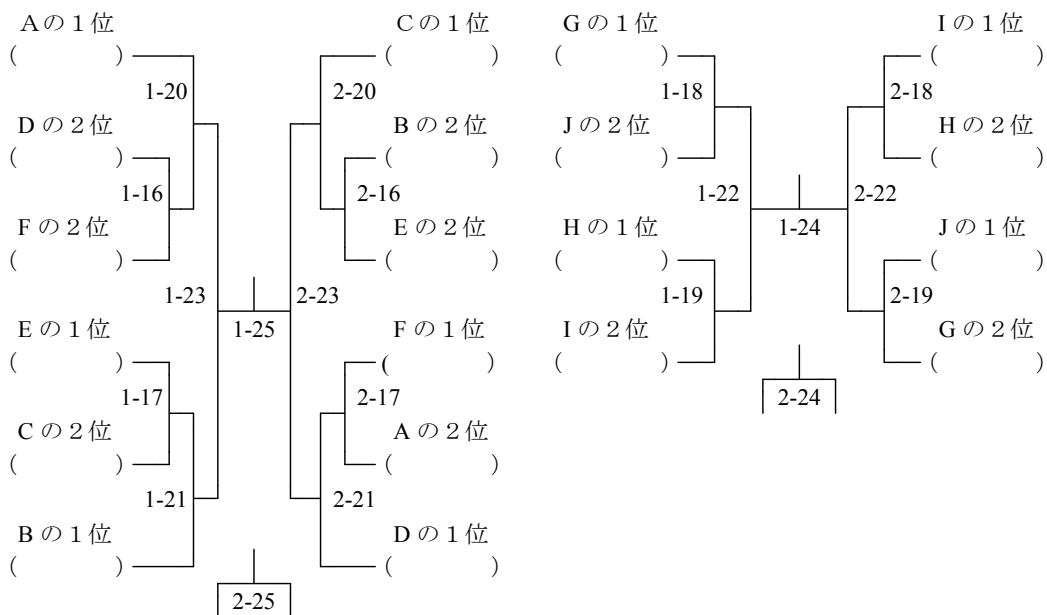 Aの１位 Cの１位 Gの１位 Iの１位
( ) ( ) ( ) ( )
1-20 2-20 1-18 2-18
Dの２位 Bの２位 Jの２位 Hの２位
( ) ( ) ( ) ( )
1-16 2-16 1-22 2-22
Fの２位 Eの２位 Hの１位 1-24 Jの１位
( ) ( ) ( ) ( )
1-23 2-23 1-19 2-19
Eの１位 1-25 Fの１位 Iの２位 Gの２位
( ) ( ) ( ) ( )
1-17 2-17 2-24
Cの２位 Aの２位
( ) ( )
1-21 2-21
Bの１位 Dの１位
( ) ( )
2-25